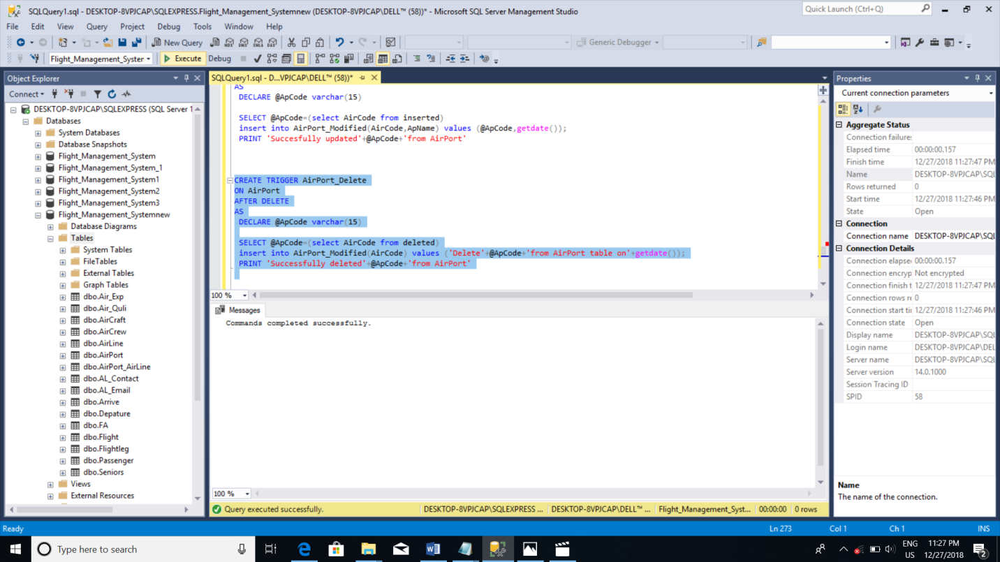 SQLQuery1.sql - DESKTOP-8VPJCAP\SQLEXPRESS.Flight_Management_Systemnew (DESKTOP-8VPJCAP\DELL™ (58))* - Microsoft SQL Server Management Studio
Quick Launch (Ctrl+Q)
File Edit View Query Project Debug Tools Window Help
New Query
Generic Debugger
Flight_Management_Syster
Execute Debug
Object Explorer
Connect
DESKTOP-8VPJCAP\SQLEXPRESS (SQL Server 1
Databases
System Databases
Database Snapshots
Flight_Management_System
Flight_Management_System_1
Flight_Management_System1
Flight_Management_System2
Flight_Management_System3
Flight_Management_Systemnew
Database Diagrams
Tables
System Tables
FileTables
External Tables
Graph Tables
dbo.Air_Exp
dbo.Air_Quli
dbo.AirCraft
dbo.AirCrew
dbo.AirLine
dbo.AirPort
dbo.AirPort_AirLine
dbo.AL_Contact
dbo.AL_Email
dbo.Arrive
dbo.Depature
dbo.FA
dbo.Flight
dbo.Flightleg
dbo.Passenger
dbo.Seniors
Views
External Resources
SQLQuery1.sql - D...VPJCAP\DELL™ (58))*
AS
DECLARE @ApCode varchar(15)
SELECT @ApCode=(select AirCode from inserted)
insert into AirPort_Modified(AirCode,ApName) values (@ApCode,getdate());
PRINT 'Succesfully updated'+@ApCode+'from AirPort'
CREATE TRIGGER AirPort_Delete
ON AirPort
AFTER DELETE
AS
DECLARE @ApCode varchar(15)
SELECT @ApCode=(select AirCode from deleted)
insert into AirPort_Modified(AirCode) values ('Delete'+@ApCode+'from AirPort table on'+getdate());
PRINT 'Successfully deleted'+@ApCode+'from AirPort'
100 %
Messages
Commands completed successfully.
100 %
Query executed successfully.
DESKTOP-8VPJCAP\SQLEXPRESS ... DESKTOP-8VPJCAP\DELL™ ... Flight_Management_Syst... 00:00:00 0 rows
Properties
Current connection parameters
Aggregate Status
Connection failures
Elapsed time 00:00:00.157
Finish time 12/27/2018 11:27:47 PM
Name DESKTOP-8VPJCAP\SQL
Rows returned 0
Start time 12/27/2018 11:27:46 PM
State Open
Connection
Connection name DESKTOP-8VPJCAP\SQL
Connection Details
Connection elapse 00:00:00.157
Connection encryp Not encrypted
Connection finish t 12/27/2018 11:27:47 PM
Connection rows re 0
Connection start ti 12/27/2018 11:27:46 PM
Connection state Open
Display name DESKTOP-8VPJCAP\SQL
Login name DESKTOP-8VPJCAP\DEL
Server name DESKTOP-8VPJCAP\SQL
Server version 14.0.1000
Session Tracing ID
SPID 58
Name
The name of the connection.
Ready
Ln 273 Col 1 Ch 1 INS
Type here to search
ENG
US
11:27 PM
12/27/2018
2